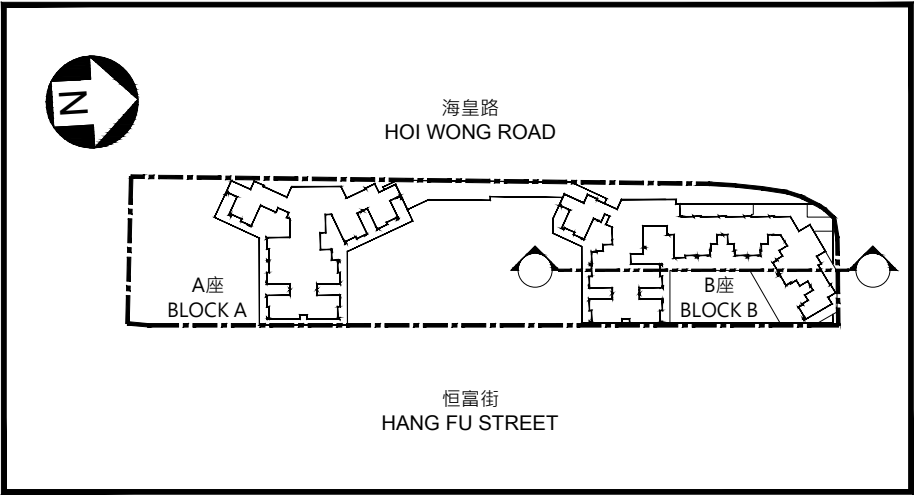 N
海皇路
HOI WONG ROAD
A座
BLOCK A
B座
BLOCK B
恒富街
HANG FU STREET